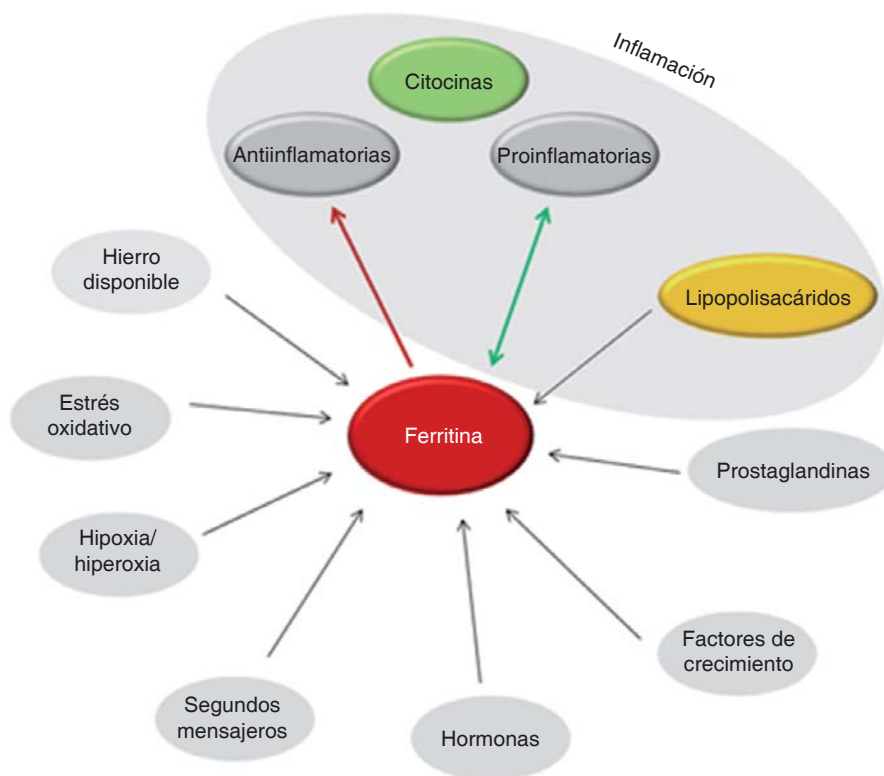 Inflamación
Citocinas
Antiinflamatorias
Proinflamatorias
Hierro
disponible
Lipopolisacáridos
Estrés
oxidativo
Ferritina
Prostaglandinas
Hipoxia/
hiperoxia
Factores de
crecimiento
Segundos
mensajeros
Hormonas